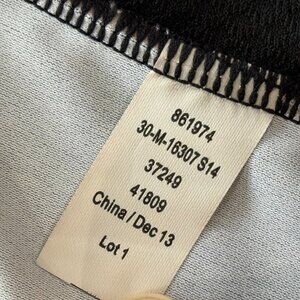 861974
30-M-16307 S14
37249
41809
China / Dec 13
Lot 1